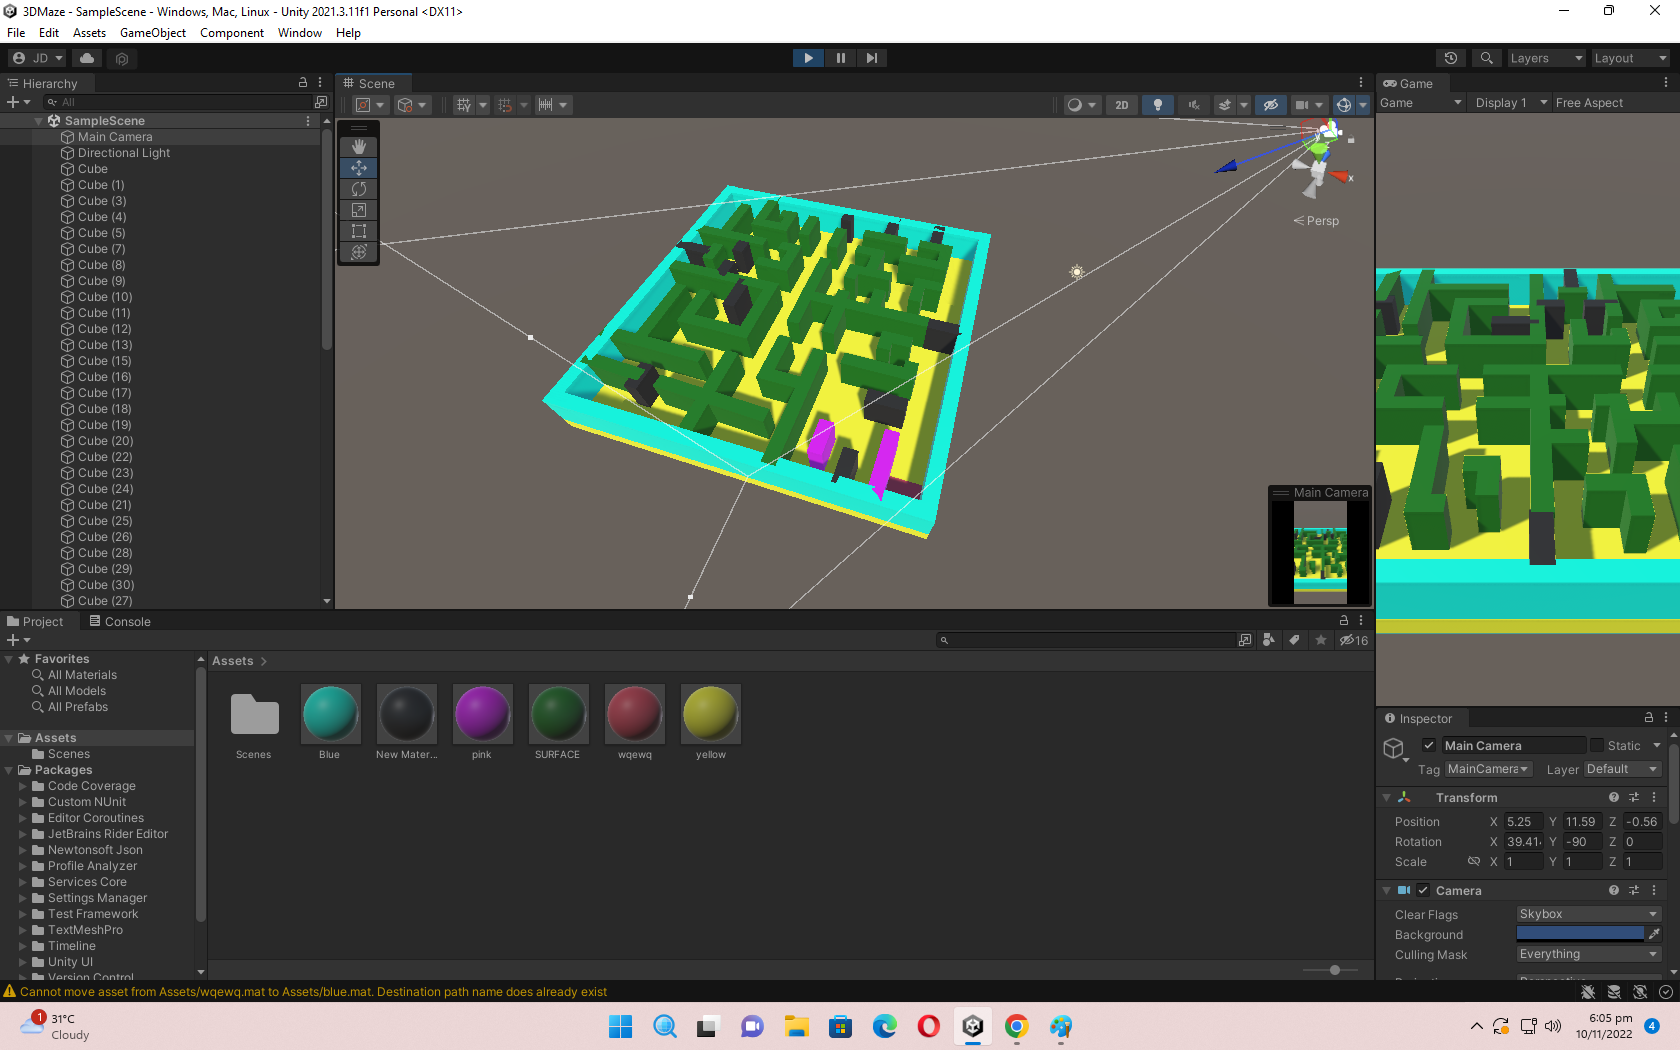 3DMaze - SampleScene - Windows, Mac, Linux - Unity 2021.3.11f1 Personal <DX11>
File Edit Assets GameObject Component Window Help
JD
Layers
Layout
Hierarchy
All
SampleScene
Main Camera
Directional Light
Cube
Cube (1)
Cube (3)
Cube (4)
Cube (5)
Cube (7)
Cube (8)
Cube (9)
Cube (10)
Cube (11)
Cube (12)
Cube (13)
Cube (15)
Cube (16)
Cube (17)
Cube (18)
Cube (19)
Cube (20)
Cube (22)
Cube (23)
Cube (24)
Cube (21)
Cube (25)
Cube (26)
Cube (28)
Cube (29)
Cube (30)
Cube (27)
Scene
2D
x
Persp
Main Camera
Game
Game Display 1 Free Aspect
Project Console
16
Favorites
All Materials
All Models
All Prefabs
Assets
Scenes
Packages
Code Coverage
Custom NUnit
Editor Coroutines
JetBrains Rider Editor
Newtonsoft Json
Profile Analyzer
Services Core
Settings Manager
Test Framework
TextMeshPro
Timeline
Unity UI
Version Control
Assets
Scenes
Blue
New Mater...
pink
SURFACE
wqewq
yellow
Inspector
Main Camera Static
Tag MainCamera Layer Default
Transform
Position X 5.25 Y 11.59 Z -0.56
Rotation X 39.41 Y -90 Z 0
Scale X 1 Y 1 Z 1
Camera
Clear Flags Skybox
Background
Culling Mask Everything
Cannot move asset from Assets/wqewq.mat to Assets/blue.mat. Destination path name does already exist
1
31°C
Cloudy
6:05 pm
10/11/2022
4